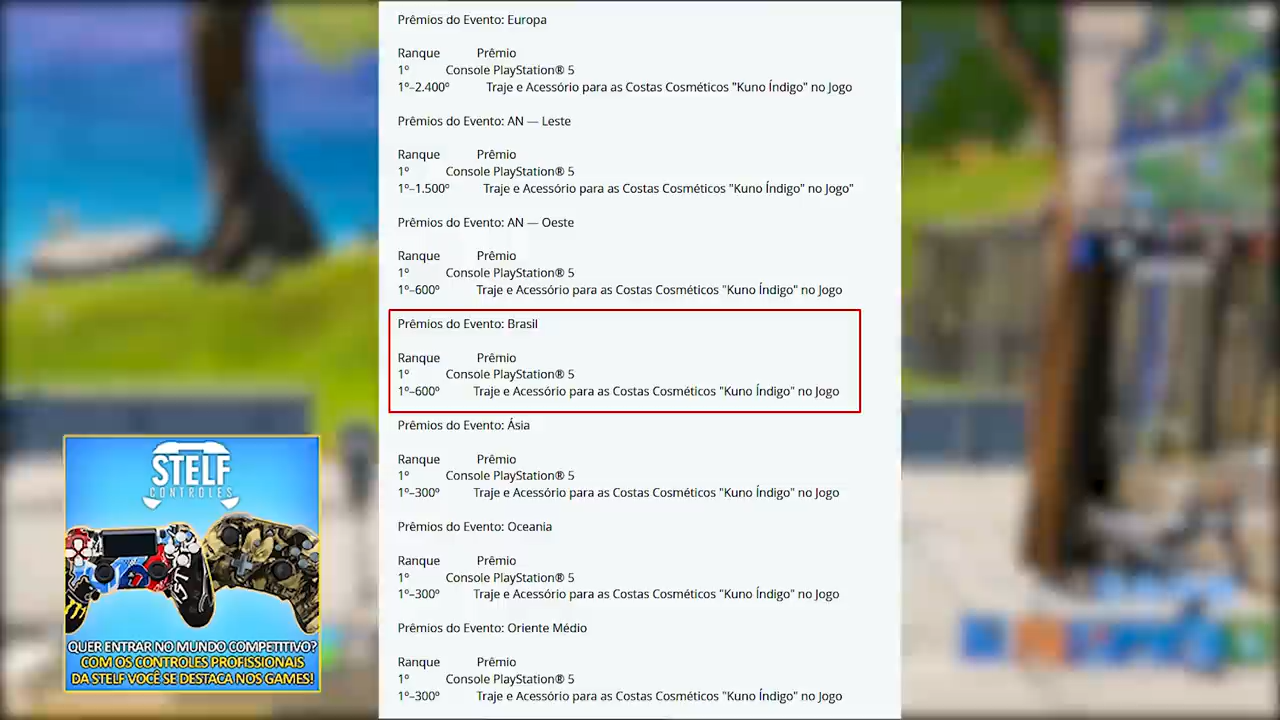 Prêmios do Evento: Europa
Ranque Prêmio
1º Console PlayStation® 5
1º–2.400º Traje e Acessório para as Costas Cosméticos "Kuno Índigo" no Jogo
Prêmios do Evento: AN — Leste
Ranque Prêmio
1º Console PlayStation® 5
1º–1.500º Traje e Acessório para as Costas Cosméticos "Kuno Índigo" no Jogo"
Prêmios do Evento: AN — Oeste
Ranque Prêmio
1º Console PlayStation® 5
1º–600º Traje e Acessório para as Costas Cosméticos "Kuno Índigo" no Jogo
Prêmios do Evento: Brasil
Ranque Prêmio
1º Console PlayStation® 5
1º–600º Traje e Acessório para as Costas Cosméticos "Kuno Índigo" no Jogo
Prêmios do Evento: Ásia
Ranque Prêmio
1º Console PlayStation® 5
1º–300º Traje e Acessório para as Costas Cosméticos "Kuno Índigo" no Jogo
Prêmios do Evento: Oceania
Ranque Prêmio
1º Console PlayStation® 5
1º–300º Traje e Acessório para as Costas Cosméticos "Kuno Índigo" no Jogo
Prêmios do Evento: Oriente Médio
Ranque Prêmio
1º Console PlayStation® 5
1º–300º Traje e Acessório para as Costas Cosméticos "Kuno Índigo" no Jogo
STELF
CONTROLES
QUER ENTRAR NO MUNDO COMPETITIVO?
COM OS CONTROLES PROFISSIONAIS
DA STELF VOCÊ SE DESTACA NOS GAMES!